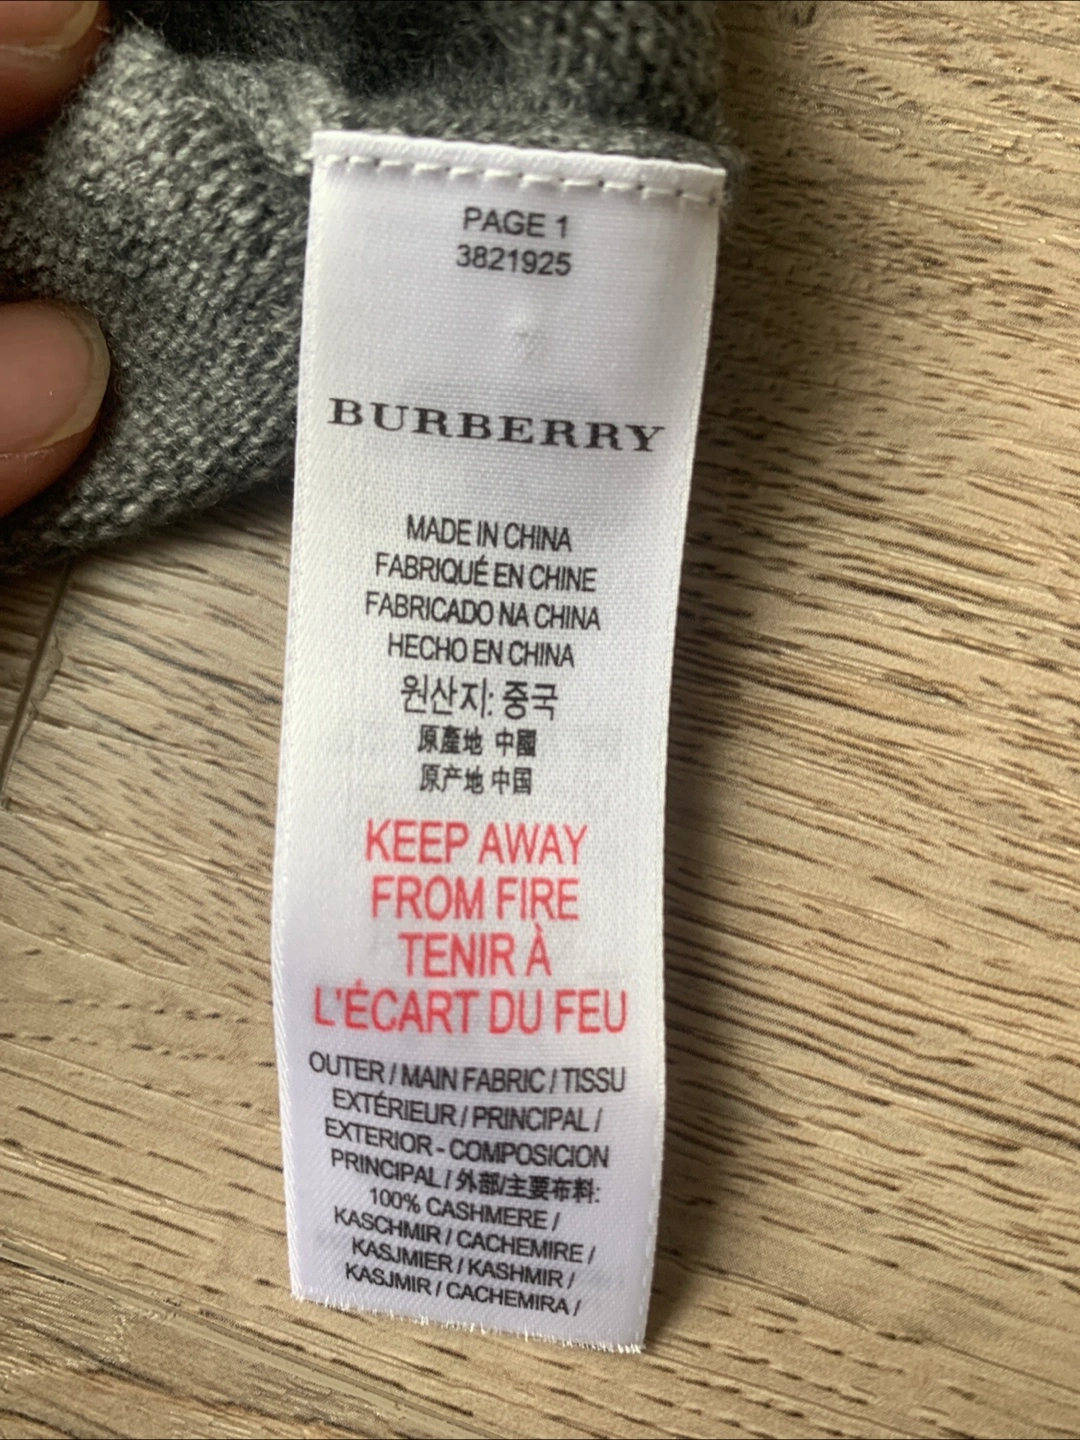 PAGE 1
3821925
BURBERRY
MADE IN CHINA
FABRIQUÉ EN CHINE
FABRICADO NA CHINA
HECHO EN CHINA
원산지: 중국
原產地 中國
原产地 中国
KEEP AWAY
FROM FIRE
TENIR À
L'ÉCART DU FEU
OUTER / MAIN FABRIC / TISSU
EXTÉRIEUR / PRINCIPAL /
EXTERIOR - COMPOSICION
PRINCIPAL / 外部/主要布料:
100% CASHMERE /
KASCHMIR / CACHEMIRE /
KASJMIER / KASHMIR /
KASJMIR / CACHEMIRA /